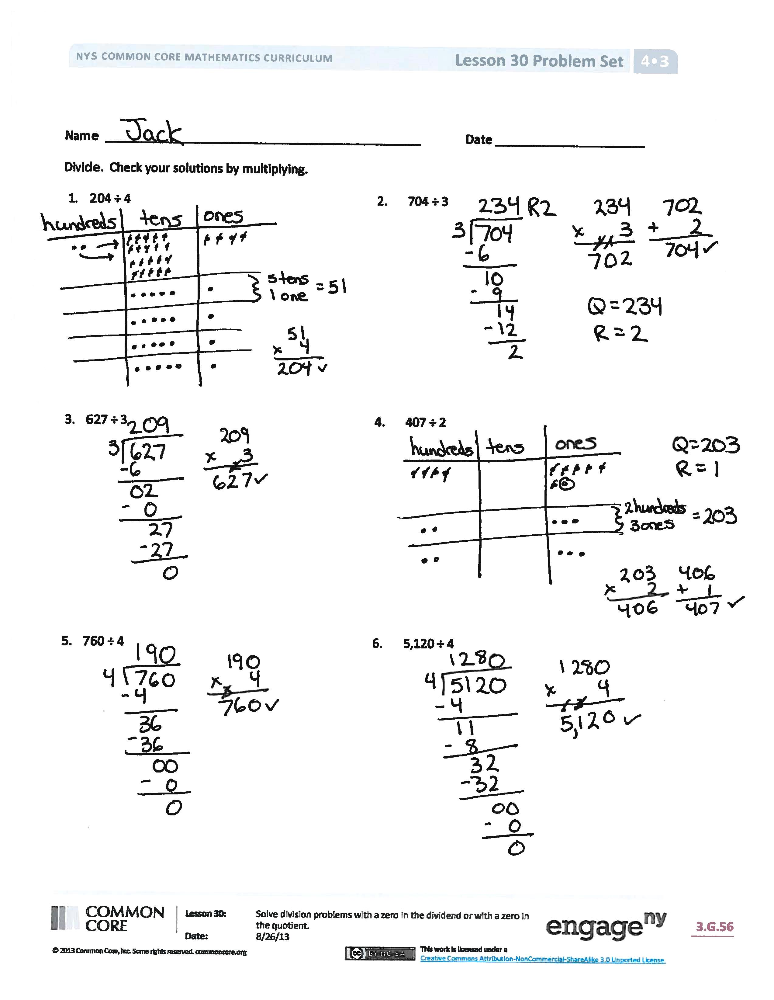 NYS COMMON CORE MATHEMATICS CURRICULUM
Lesson 30 Problem Set
4•3
Name Jack
Date
Divide. Check your solutions by multiplying.
1. 204 ÷ 4
hundreds tens ones
5 tens
1 one
= 51
51
x 4
204 ✓
2. 704 ÷ 3
234 R2
3 704
-6
10
- 9
14
-12
2
234
x 3
11
702
702
+ 2
704 ✓
Q = 234
R = 2
3. 627 ÷ 3
209
3 627
-6
02
- 0
27
-27
0
209
x 3
2
627 ✓
4. 407 ÷ 2
hundreds tens ones
Q = 203
R = 1
2 hundreds
3 ones
= 203
203
x 2
406
406
+ 1
407 ✓
5. 760 ÷ 4
190
4 760
-4
36
-36
00
- 0
0
190
x 4
3
760 ✓
6. 5,120 ÷ 4
1280
4 5120
-4
11
- 8
32
-32
00
- 0
0
1280
x 4
1 3
5,120 ✓
COMMON
CORE
Lesson 30:
Solve division problems with a zero in the dividend or with a zero in
the quotient.
Date:
8/26/13
engageny
3.G.56
© 2013 Common Core, Inc. Some rights reserved. commoncore.org
cc BY-NC-SA
This work is licensed under a
Creative Commons Attribution-NonCommercial-ShareAlike 3.0 Unported License.